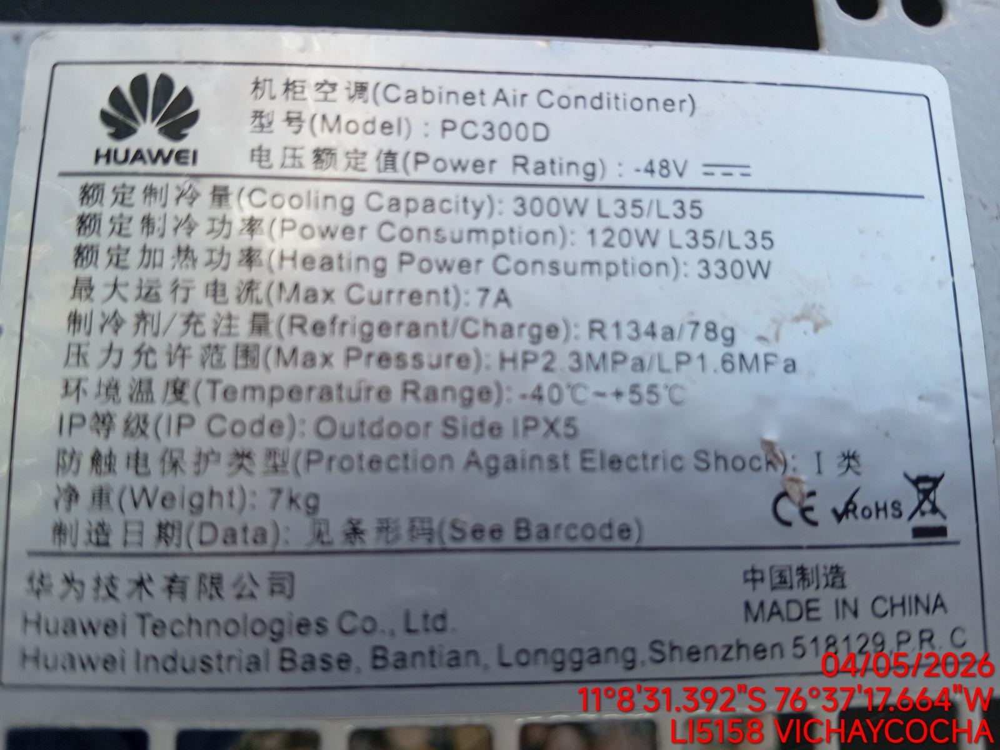 HUAWEI
机柜空调(Cabinet Air Conditioner)
型号(Model) : PC300D
电压额定值(Power Rating) : -48V
额定制冷量(Cooling Capacity): 300W L35/L35
额定制冷功率(Power Consumption): 120W L35/L35
额定加热功率(Heating Power Consumption): 330W
最大运行电流(Max Current): 7A
制冷剂/充注量(Refrigerant/Charge): R134a/78g
压力允许范围(Max Pressure): HP2.3MPa/LP1.6MPa
环境温度(Temperature Range): -40℃~+55℃
IP等级(IP Code): Outdoor Side IPX5
防触电保护类型(Protection Against Electric Shock): I 类
净重(Weight): 7kg
CE RoHS
制造日期(Data): 见条形码(See Barcode)
华为技术有限公司
中国制造
Huawei Technologies Co., Ltd.
MADE IN CHINA
Huawei Industrial Base, Bantian, Longgang,Shenzhen 518129,P.R. C
04/05/2026
11°8'31.392"S 76°37'17.664"W
LI5158 VICHAYCOCHA